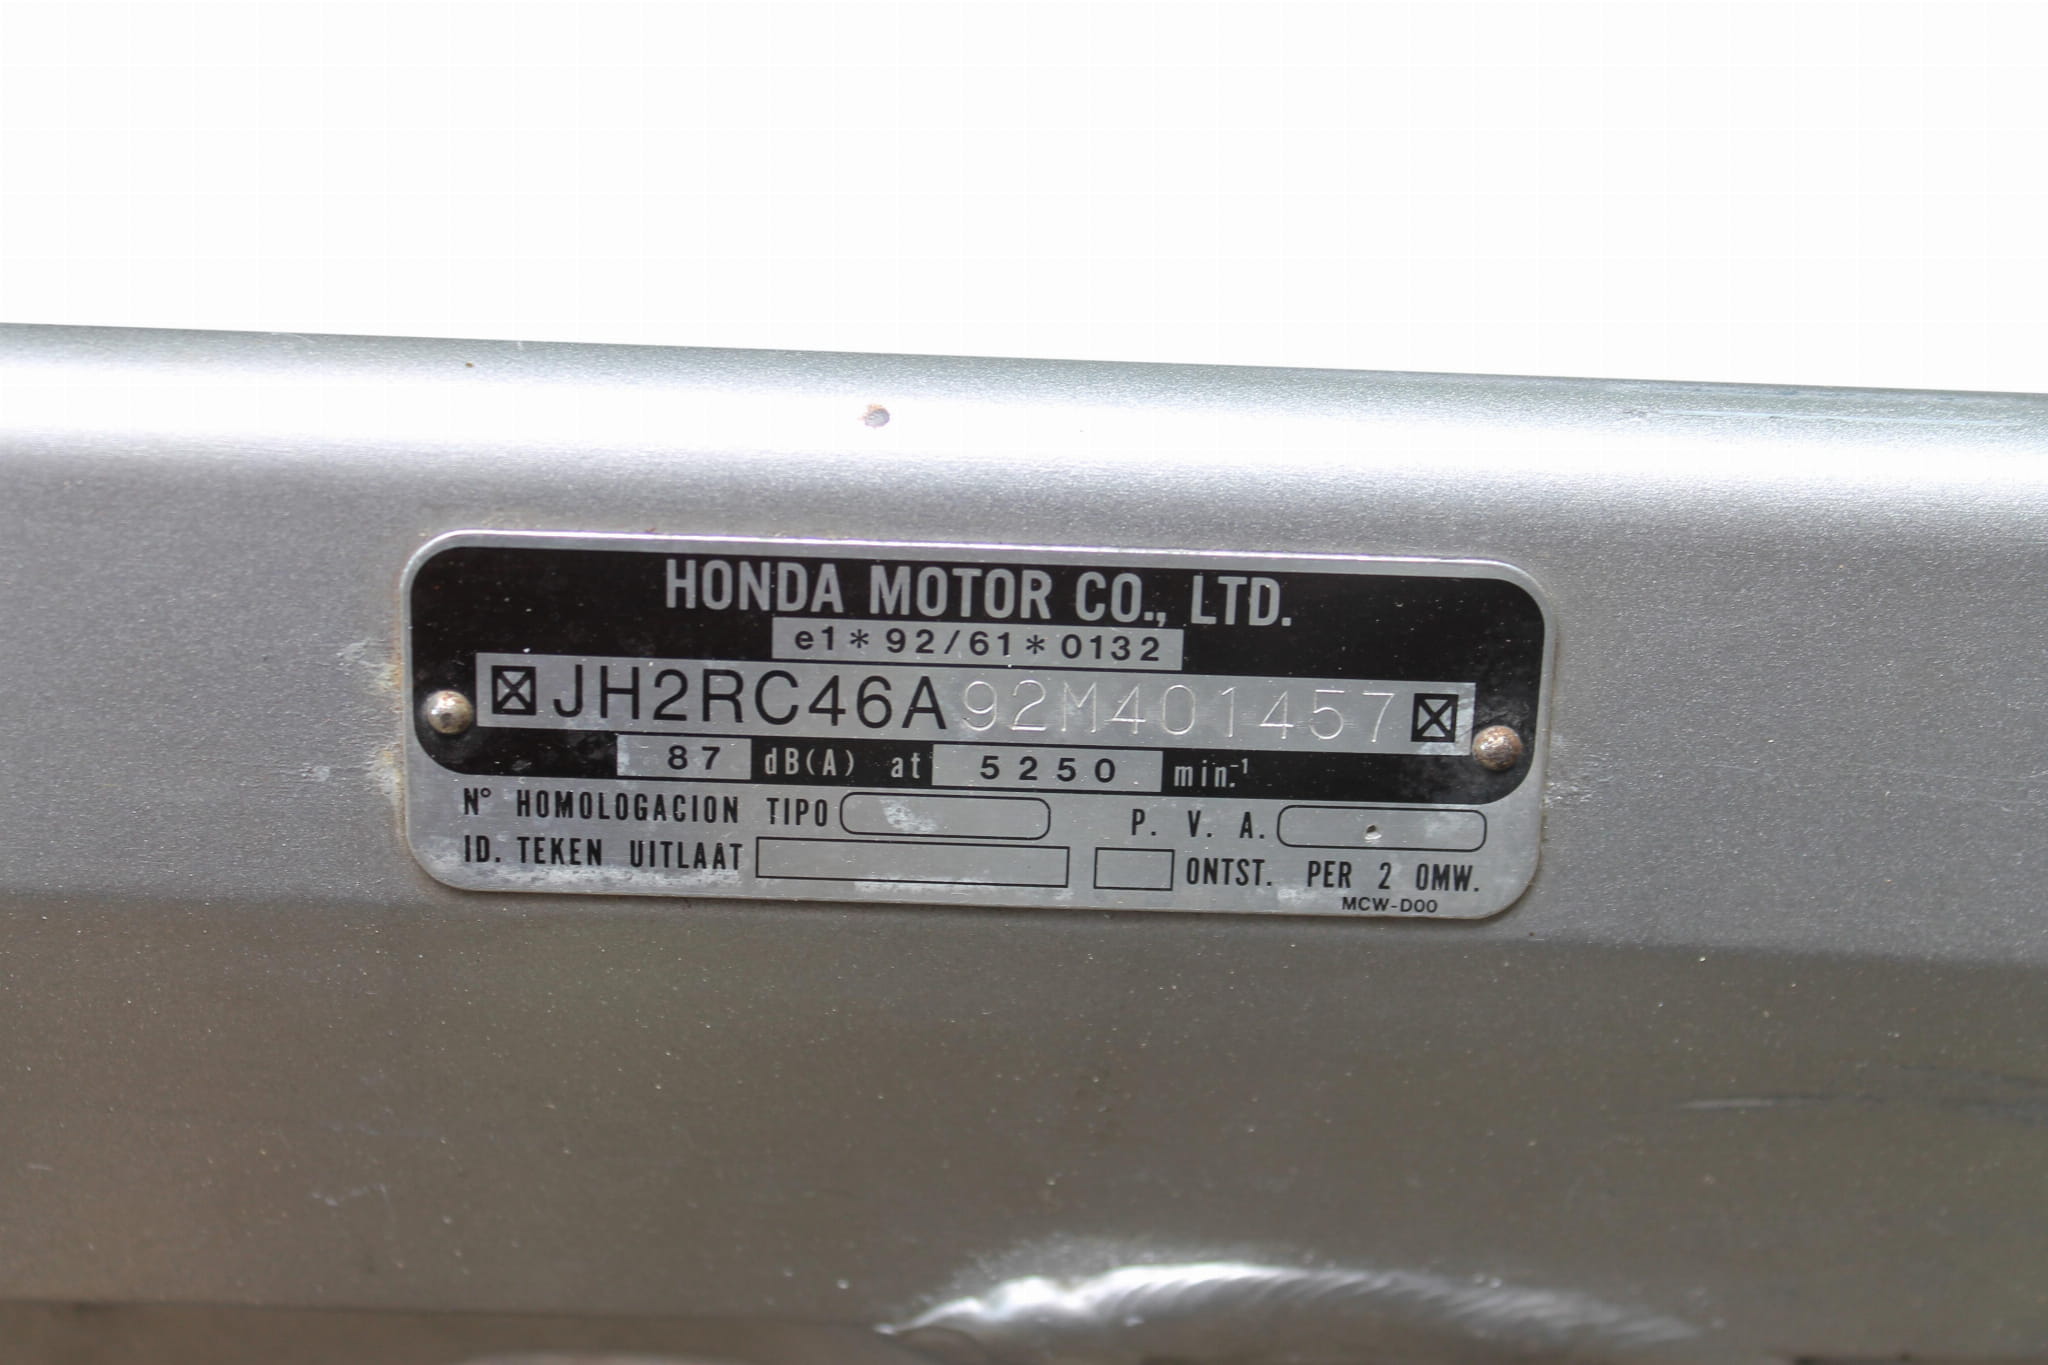 HONDA MOTOR CO., LTD.
e1*92/61*0132
JH2RC46A92M401457
87 dB(A) at 5250 min.⁻¹
N° HOMOLOGACION TIPO P. V. A.
ID. TEKEN UITLAAT ONTST. PER 2 OMW.
MCW-D00